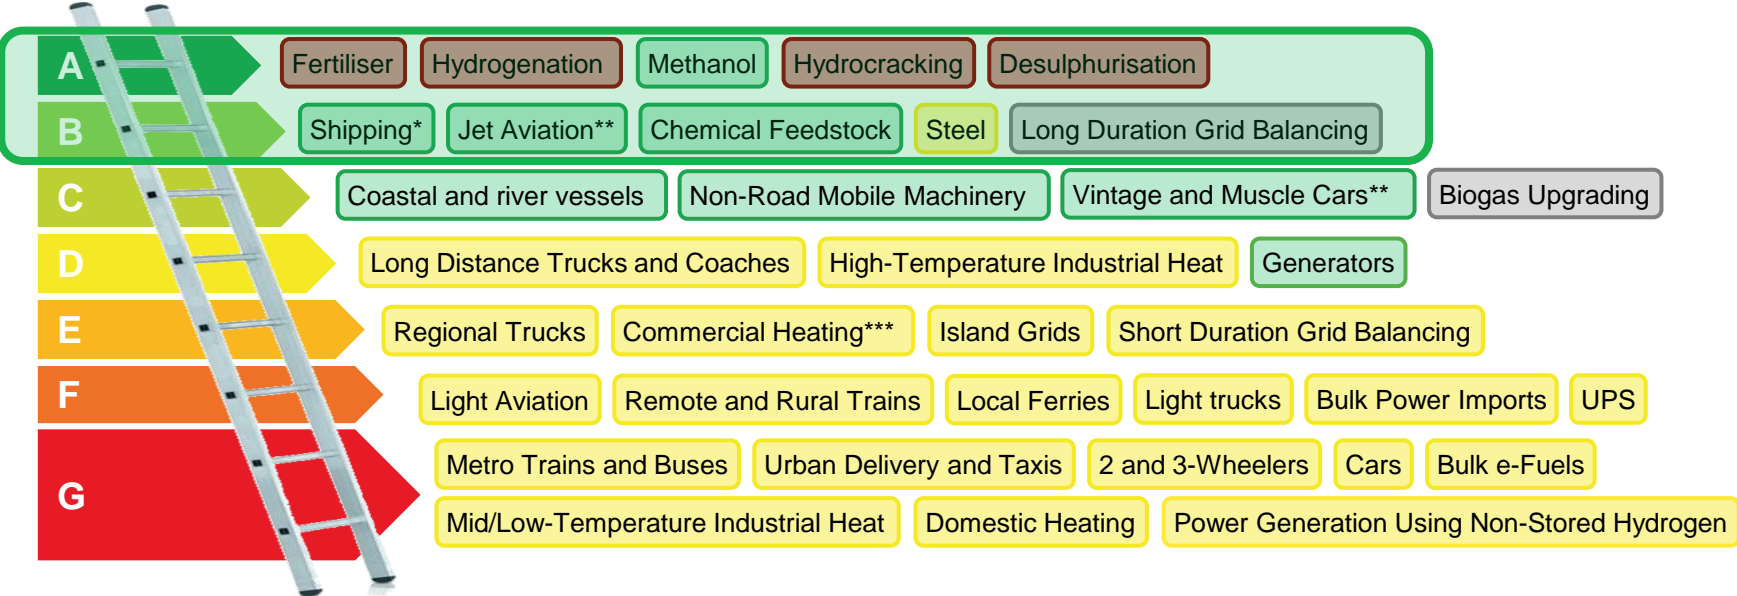 A Fertiliser Hydrogenation Methanol Hydrocracking Desulphurisation
B Shipping* Jet Aviation** Chemical Feedstock Steel Long Duration Grid Balancing
C Coastal and river vessels Non-Road Mobile Machinery Vintage and Muscle Cars** Biogas Upgrading
D Long Distance Trucks and Coaches High-Temperature Industrial Heat Generators
E Regional Trucks Commercial Heating*** Island Grids Short Duration Grid Balancing
F Light Aviation Remote and Rural Trains Local Ferries Light trucks Bulk Power Imports UPS
G Metro Trains and Buses Urban Delivery and Taxis 2 and 3-Wheelers Cars Bulk e-Fuels
Mid/Low-Temperature Industrial Heat Domestic Heating Power Generation Using Non-Stored Hydrogen